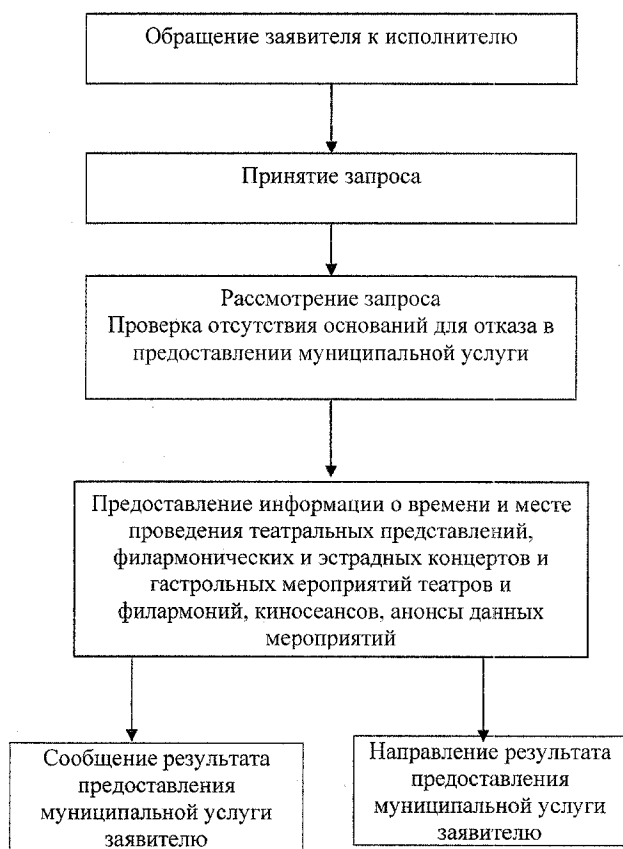 Обращение заявителя к исполнителю
Принятие запроса
Рассмотрение запроса
Проверка отсутствия оснований для отказа в
предоставлении муниципальной услуги
Предоставление информации о времени и месте
проведения театральных представлений,
филармонических и эстрадных концертов и
гастрольных мероприятий театров и
филармоний, киносеансов, анонсы данных
мероприятий
Сообщение результата
предоставления
муниципальной услуги
заявителю
Направление результата
предоставления
муниципальной услуги
заявителю